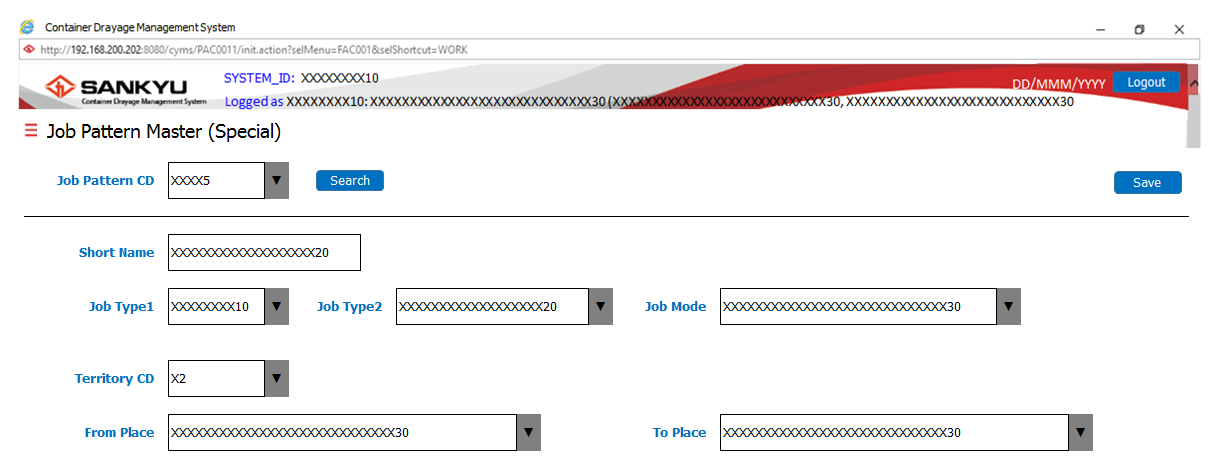 Container Drayage Management System
http://192.168.200.202:8080/cyms/PAC0011/init.action?selMenu=FAC001&selShortcut=WORK
SANKYU
Container Drayage Management System
SYSTEM_ID: XXXXXXXX10
Logged as XXXXXXXX10: XXXXXXXXXXXXXXXXXXXXXXXXXXXX30 (XXXXXXXXXXXXXXXXXXXXXXXXXXXX30, XXXXXXXXXXXXXXXXXXXXXXXXXXXX30
DD/MMM/YYYY Logout
☰ Job Pattern Master (Special)
Job Pattern CD XXXX5 ▼ Search Save
Short Name XXXXXXXXXXXXXXXXXX20
Job Type1 XXXXXXXX10 ▼ Job Type2 XXXXXXXXXXXXXXXXXX20 ▼ Job Mode XXXXXXXXXXXXXXXXXXXXXXXXXXXX30 ▼
Territory CD X2 ▼
From Place XXXXXXXXXXXXXXXXXXXXXXXXXXXX30 ▼ To Place XXXXXXXXXXXXXXXXXXXXXXXXXXXX30 ▼